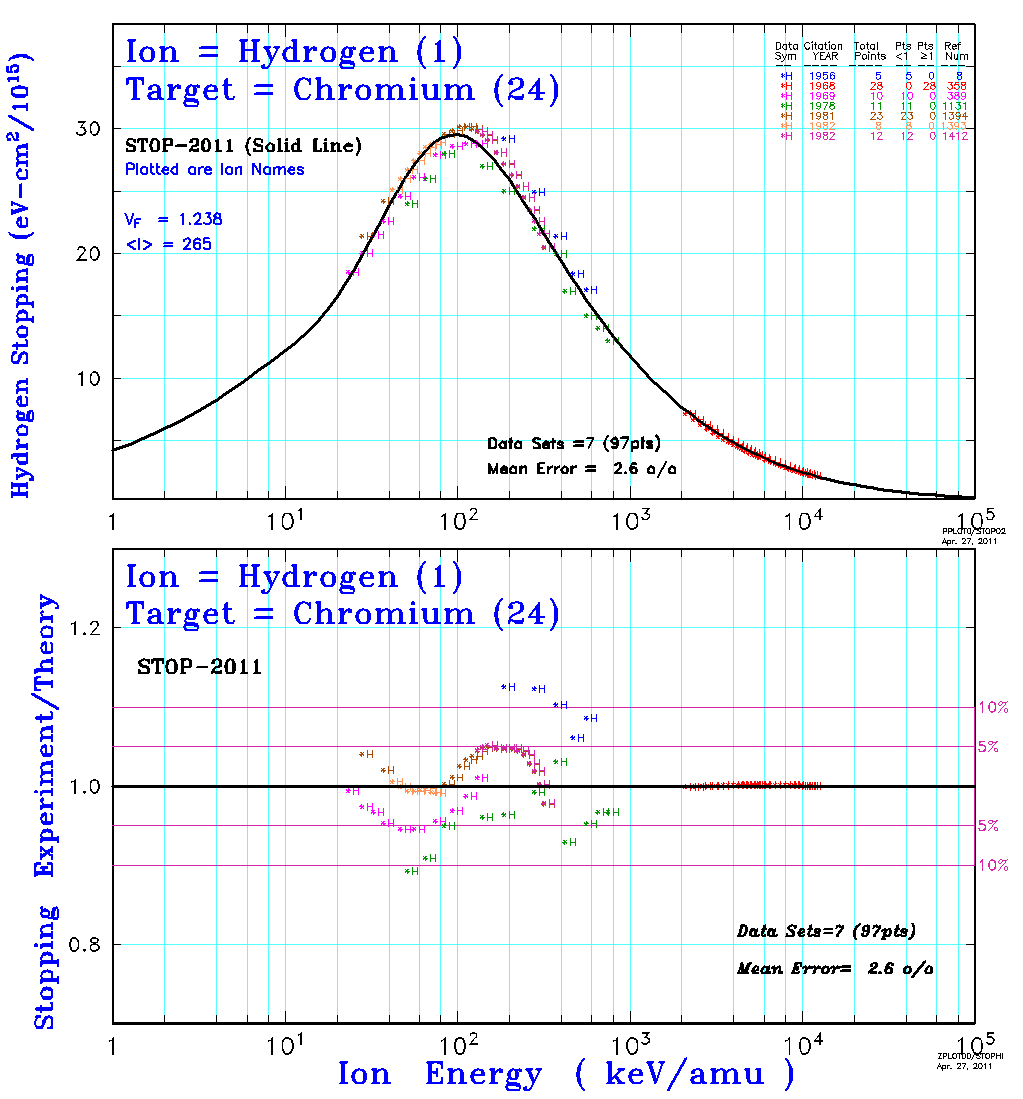 Ion = Hydrogen (1)
Target = Chromium (24)
STOP-2011 (Solid Line)
Plotted are Ion Names
V_F = 1.238
<I> = 265
Data Citation Total Pts Pts Ref
Sym YEAR Points <1 ≥1 Num
*H 1956 5 5 0 8
*H 1968 28 0 28 358
*H 1969 10 10 0 389
*H 1978 11 11 0 1131
*H 1981 23 23 0 1394
*H 1982 8 8 0 1393
*H 1982 12 12 0 1412
Hydrogen Stopping (eV-cm²/10¹⁵)
30
20
10
Data Sets =7 (97pts)
Mean Error = 2.6 o/o
1 10¹ 10² 10³ 10⁴ 10⁵
Apr. 27, 2011
Ion = Hydrogen (1)
Target = Chromium (24)
STOP-2011
Stopping Experiment/Theory
1.2
1.0
0.8
10%
5%
5%
10%
Data Sets=7 (97pts)
Mean Error= 2.6 o/o
1 10¹ 10² 10³ 10⁴ 10⁵
Ion Energy ( keV/amu )
Apr. 27, 2011